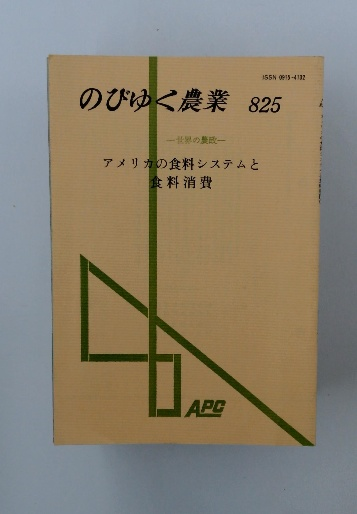 ISSN 0915-4132
のびゆく農業 825
―世界の農政―
アメリカの食料システムと
食料消費
APC